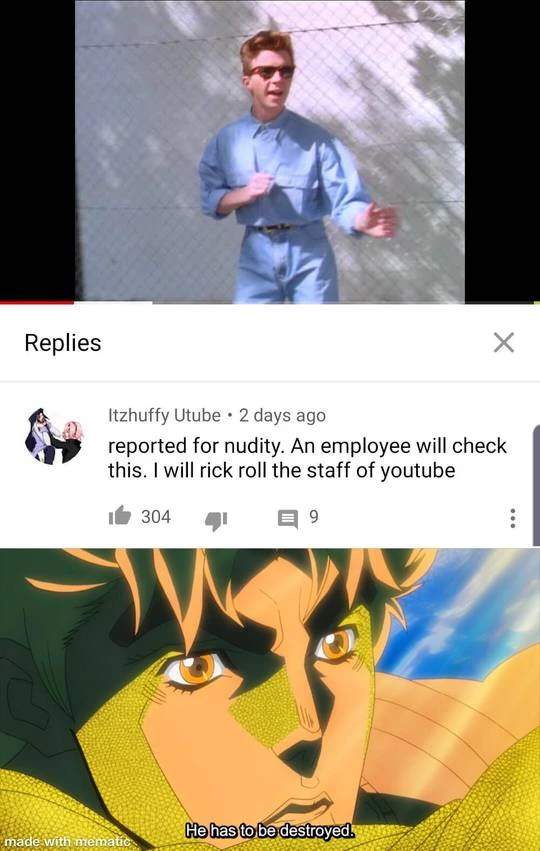 Replies
Itzhuffy Utube • 2 days ago
reported for nudity. An employee will check
this. I will rick roll the staff of youtube
304
9
He has to be destroyed.
made with mematic